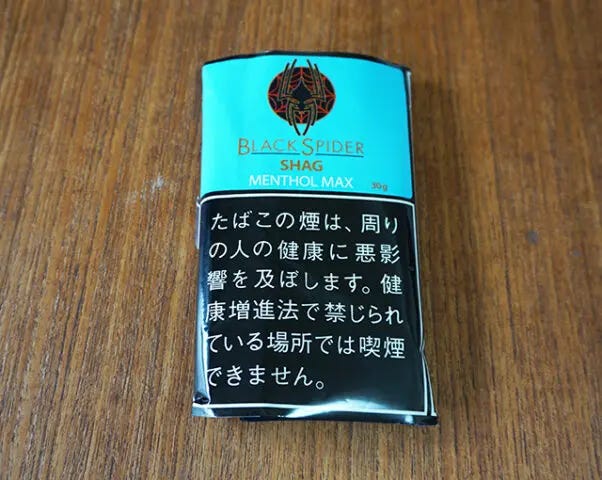 BLACK SPIDER
SHAG
MENTHOL MAX
30g
たばこの煙は、周り
の人の健康に悪影
響を及ぼします。健
康増進法で禁じられ
ている場所では喫煙
できません。